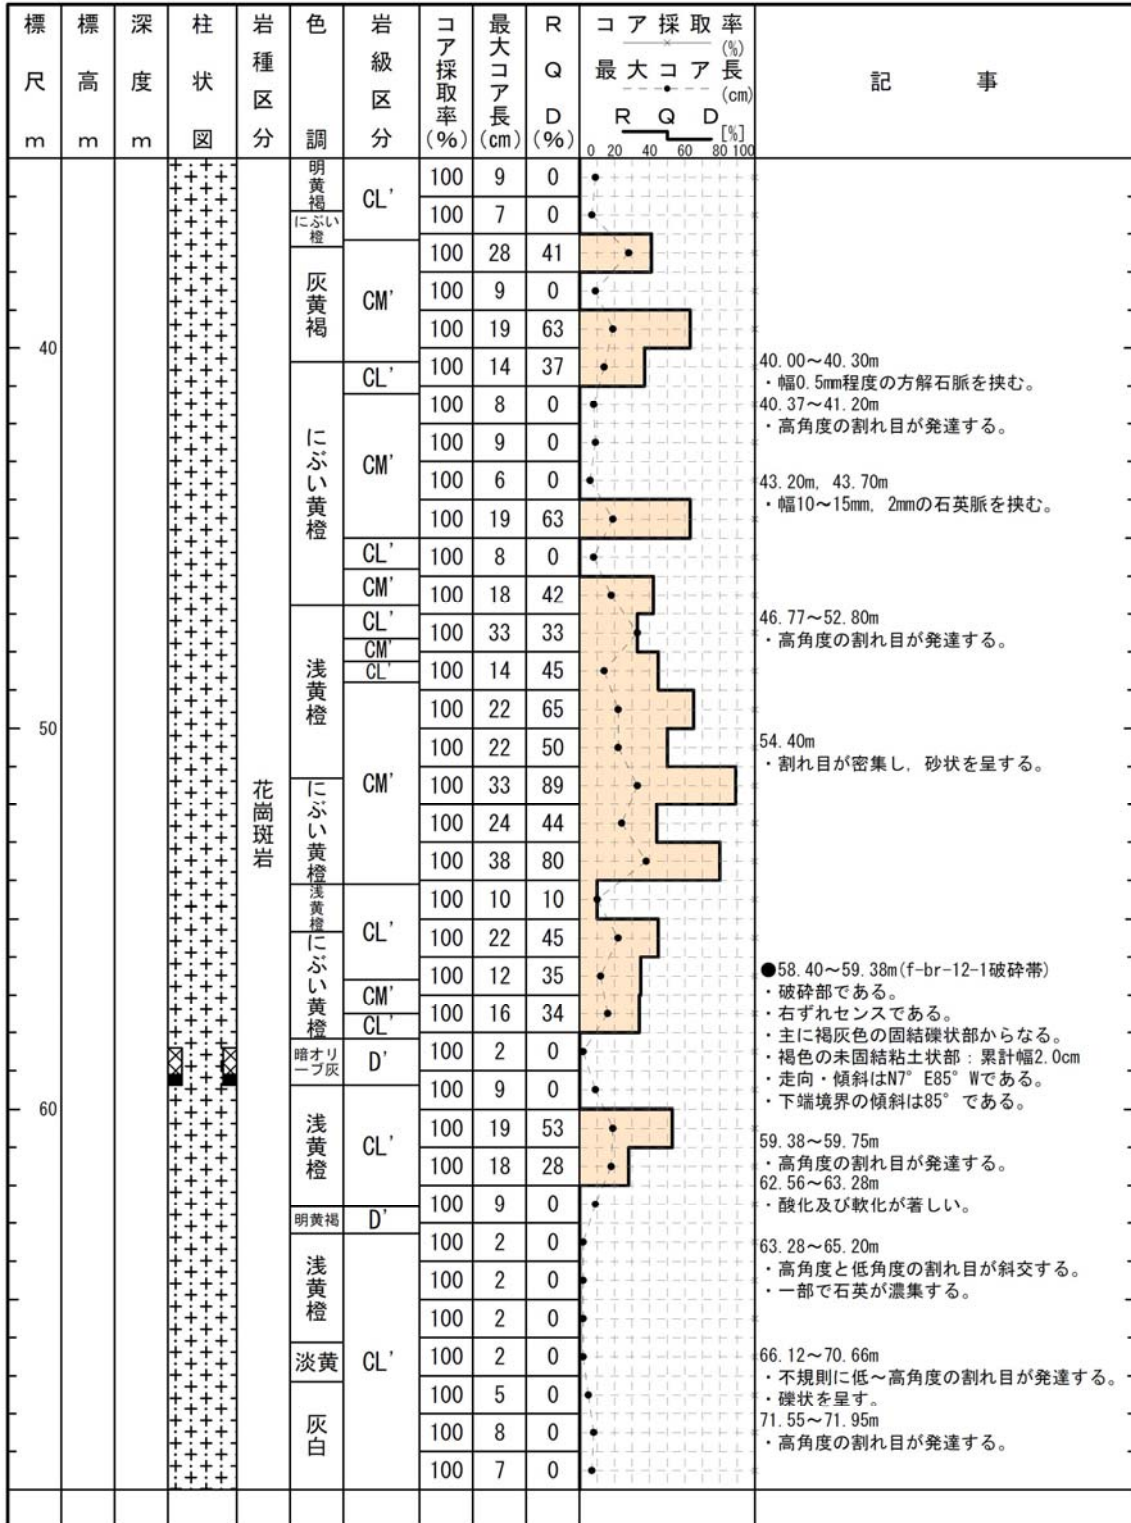 標尺 m
標高 m
深度 m
柱状図
岩種区分
色調
岩級区分
コア採取率(%)
最大コア長(cm)
RQD(%)
コア採取率(%)
最大コア長(cm)
RQD[%]
0 20 40 60 80 100
記事
40
50
60
花崗斑岩
明黄褐
にぶい橙
灰黄褐
にぶい黄橙
浅黄橙
にぶい黄橙
浅黄橙
にぶい黄橙
暗オリーブ灰
浅黄橙
明黄褐
浅黄橙
淡黄
灰白
CL'
CM'
CL'
CM'
CL'
CM'
CL'
CM'
CL'
CM'
CL'
CM'
CL'
D'
CL'
D'
CL'
100 9 0
100 7 0
100 28 41
100 9 0
100 19 63
100 14 37
100 8 0
100 9 0
100 6 0
100 19 63
100 8 0
100 18 42
100 33 33
100 14 45
100 22 65
100 22 50
100 33 89
100 24 44
100 38 80
100 10 10
100 22 45
100 12 35
100 16 34
100 2 0
100 9 0
100 19 53
100 18 28
100 9 0
100 2 0
100 2 0
100 2 0
100 2 0
100 5 0
100 8 0
100 7 0
40.00～40.30m
・幅0.5mm程度の方解石脈を挟む。
40.37～41.20m
・高角度の割れ目が発達する。
43.20m, 43.70m
・幅10～15mm, 2mmの石英脈を挟む。
46.77～52.80m
・高角度の割れ目が発達する。
54.40m
・割れ目が密集し，砂状を呈する。
●58.40～59.38m(f-br-12-1破砕帯)
・破砕部である。
・右ずれセンスである。
・主に褐灰色の固結礫状部からなる。
・褐色の未固結粘土状部：累計幅2.0cm
・走向・傾斜はN7°E85°Wである。
・下端境界の傾斜は85°である。
59.38～59.75m
・高角度の割れ目が発達する。
62.56～63.28m
・酸化及び軟化が著しい。
63.28～65.20m
・高角度と低角度の割れ目が斜交する。
・一部で石英が濃集する。
66.12～70.66m
・不規則に低～高角度の割れ目が発達する。
・礫状を呈す。
71.55～71.95m
・高角度の割れ目が発達する。